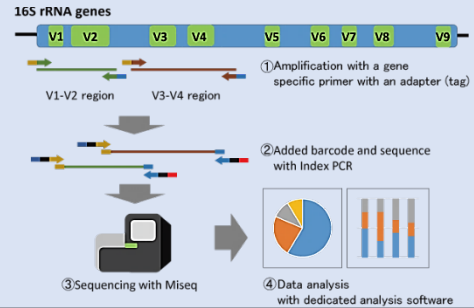 16S rRNA genes
V1 V2 V3 V4 V5 V6 V7 V8 V9
①Amplification with a gene
specific primer with an adapter (tag)
V1-V2 region V3-V4 region
②Added barcode and sequence
with Index PCR
③Sequencing with Miseq
④Data analysis
with dedicated analysis software